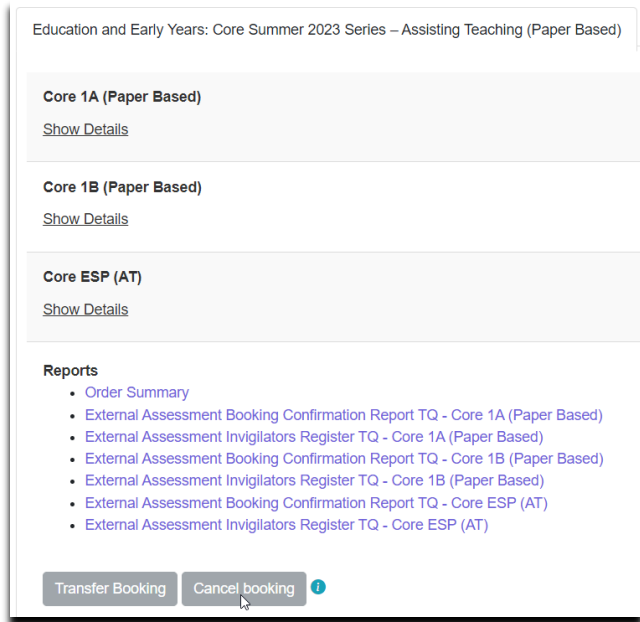 Education and Early Years: Core Summer 2023 Series – Assisting Teaching (Paper Based)
Core 1A (Paper Based)
Show Details
Core 1B (Paper Based)
Show Details
Core ESP (AT)
Show Details
Reports
• Order Summary
• External Assessment Booking Confirmation Report TQ - Core 1A (Paper Based)
• External Assessment Invigilators Register TQ - Core 1A (Paper Based)
• External Assessment Booking Confirmation Report TQ - Core 1B (Paper Based)
• External Assessment Invigilators Register TQ - Core 1B (Paper Based)
• External Assessment Booking Confirmation Report TQ - Core ESP (AT)
• External Assessment Invigilators Register TQ - Core ESP (AT)
Transfer Booking Cancel booking i